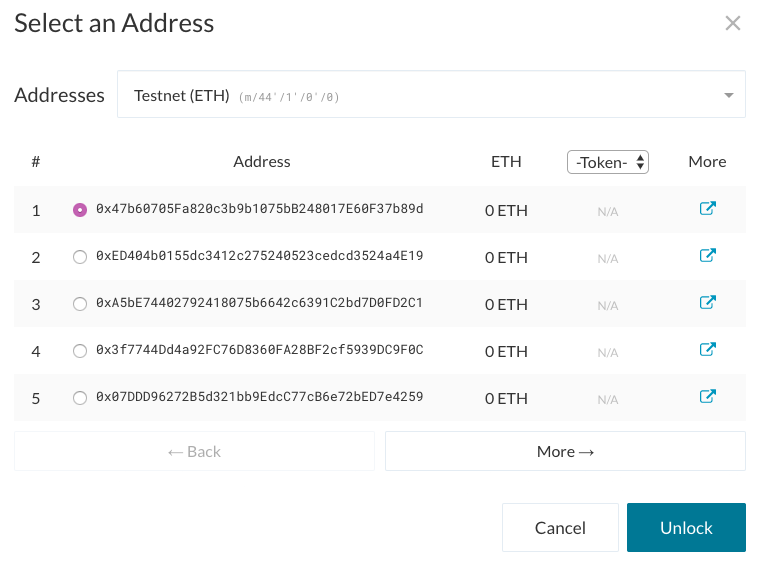 Select an Address
Addresses Testnet (ETH) (m/44'/1'/0'/0)
# Address ETH -Token- More
1 0x47b60705Fa820c3b9b1075bB248017E60F37b89d 0 ETH N/A
2 0xED404b0155dc3412c275240523cedcd3524a4E19 0 ETH N/A
3 0xA5bE74402792418075b6642c6391C2bd7D0FD2C1 0 ETH N/A
4 0x3f7744Dd4a92FC76D8360FA28BF2cf5939DC9F0C 0 ETH N/A
5 0x07DDD96272B5d321bb9EdcC77cB6e72bED7e4259 0 ETH N/A
← Back More →
Cancel Unlock